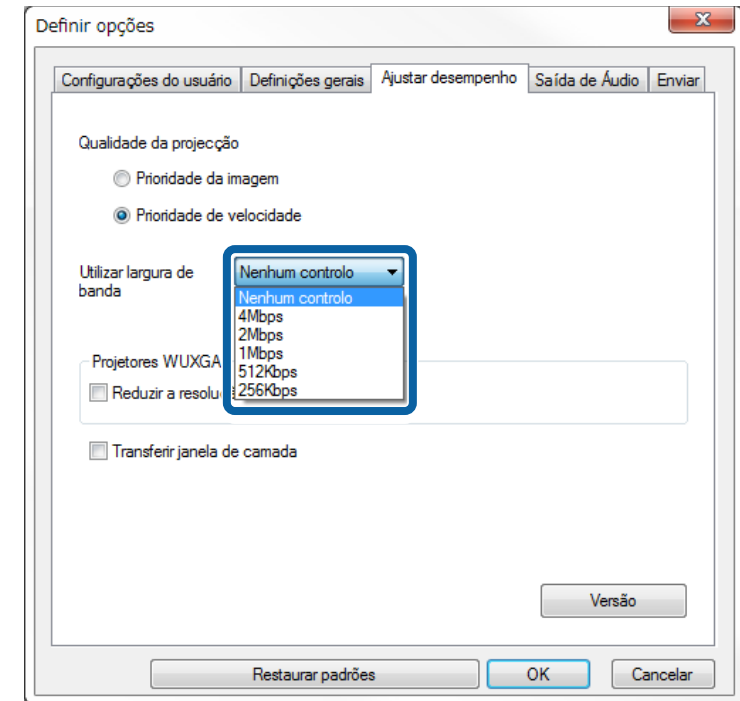 Definir opções
Configurações do usuário
Definições gerais
Ajustar desempenho
Saída de Áudio
Enviar
Qualidade da projecção
Prioridade da imagem
Prioridade de velocidade
Utilizar largura de
banda
Nenhum controlo
Nenhum controlo
4Mbps
2Mbps
1Mbps
512Kbps
256Kbps
Projetores WUXGA
Reduzir a
Transferir janela de camada
Versão
Restaurar padrões
OK
Cancelar